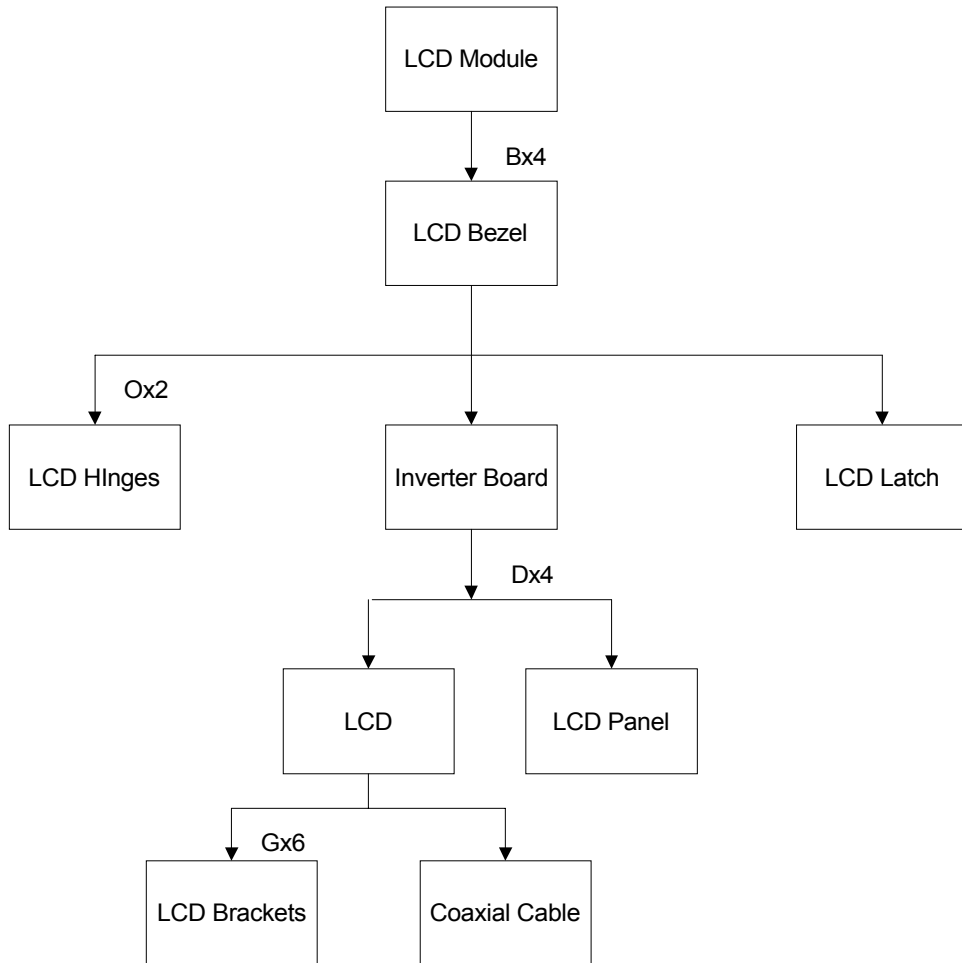 LCD Module
Bx4
LCD Bezel
Ox2
LCD HInges
Inverter Board
LCD Latch
Dx4
LCD
LCD Panel
Gx6
LCD Brackets
Coaxial Cable